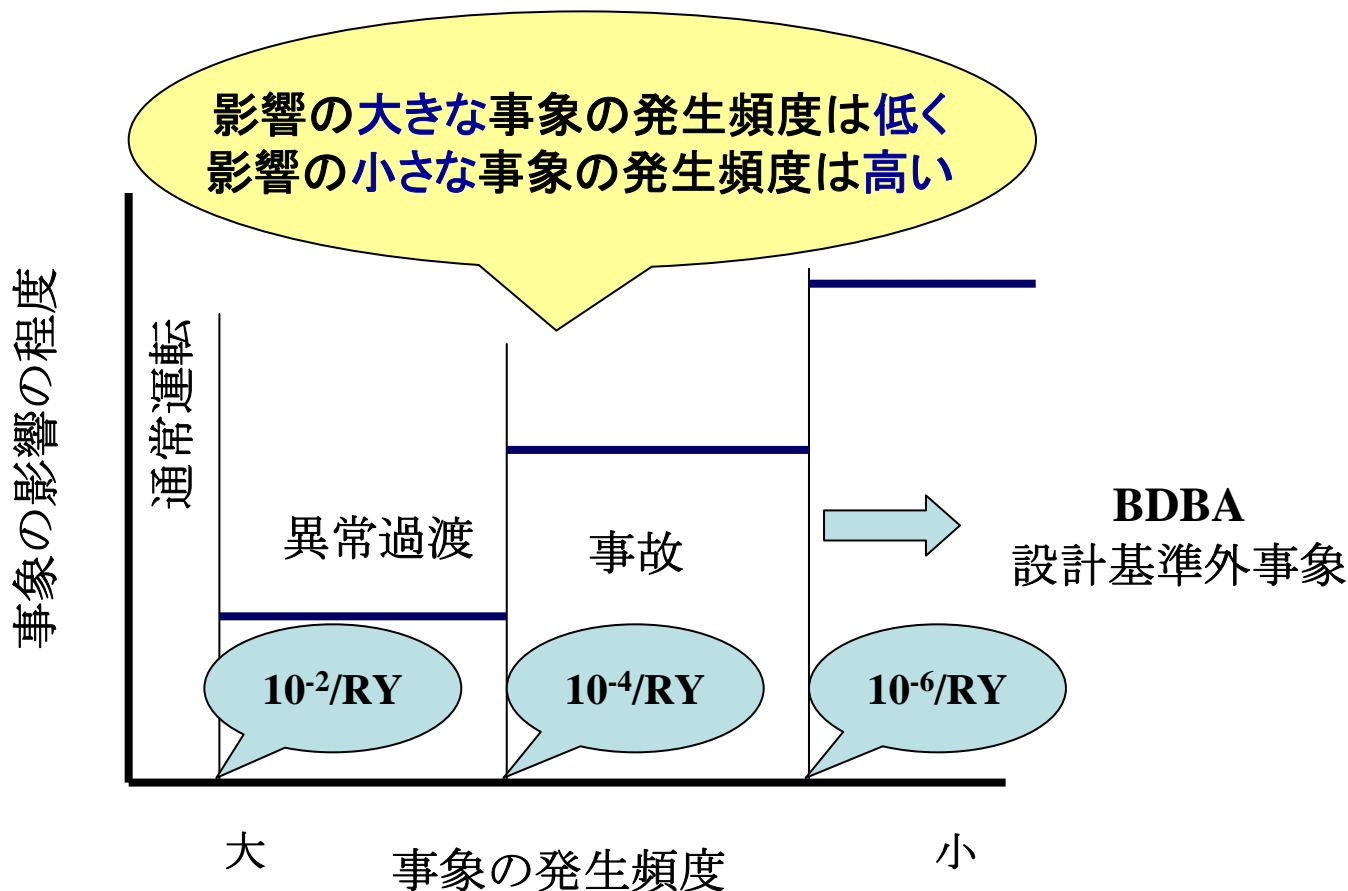 影響の大きな事象の発生頻度は低く
影響の小さな事象の発生頻度は高い
事象の影響の程度
通常運転
異常過渡
事故
BDBA
設計基準外事象
10⁻²/RY
10⁻⁴/RY
10⁻⁶/RY
大
事象の発生頻度
小